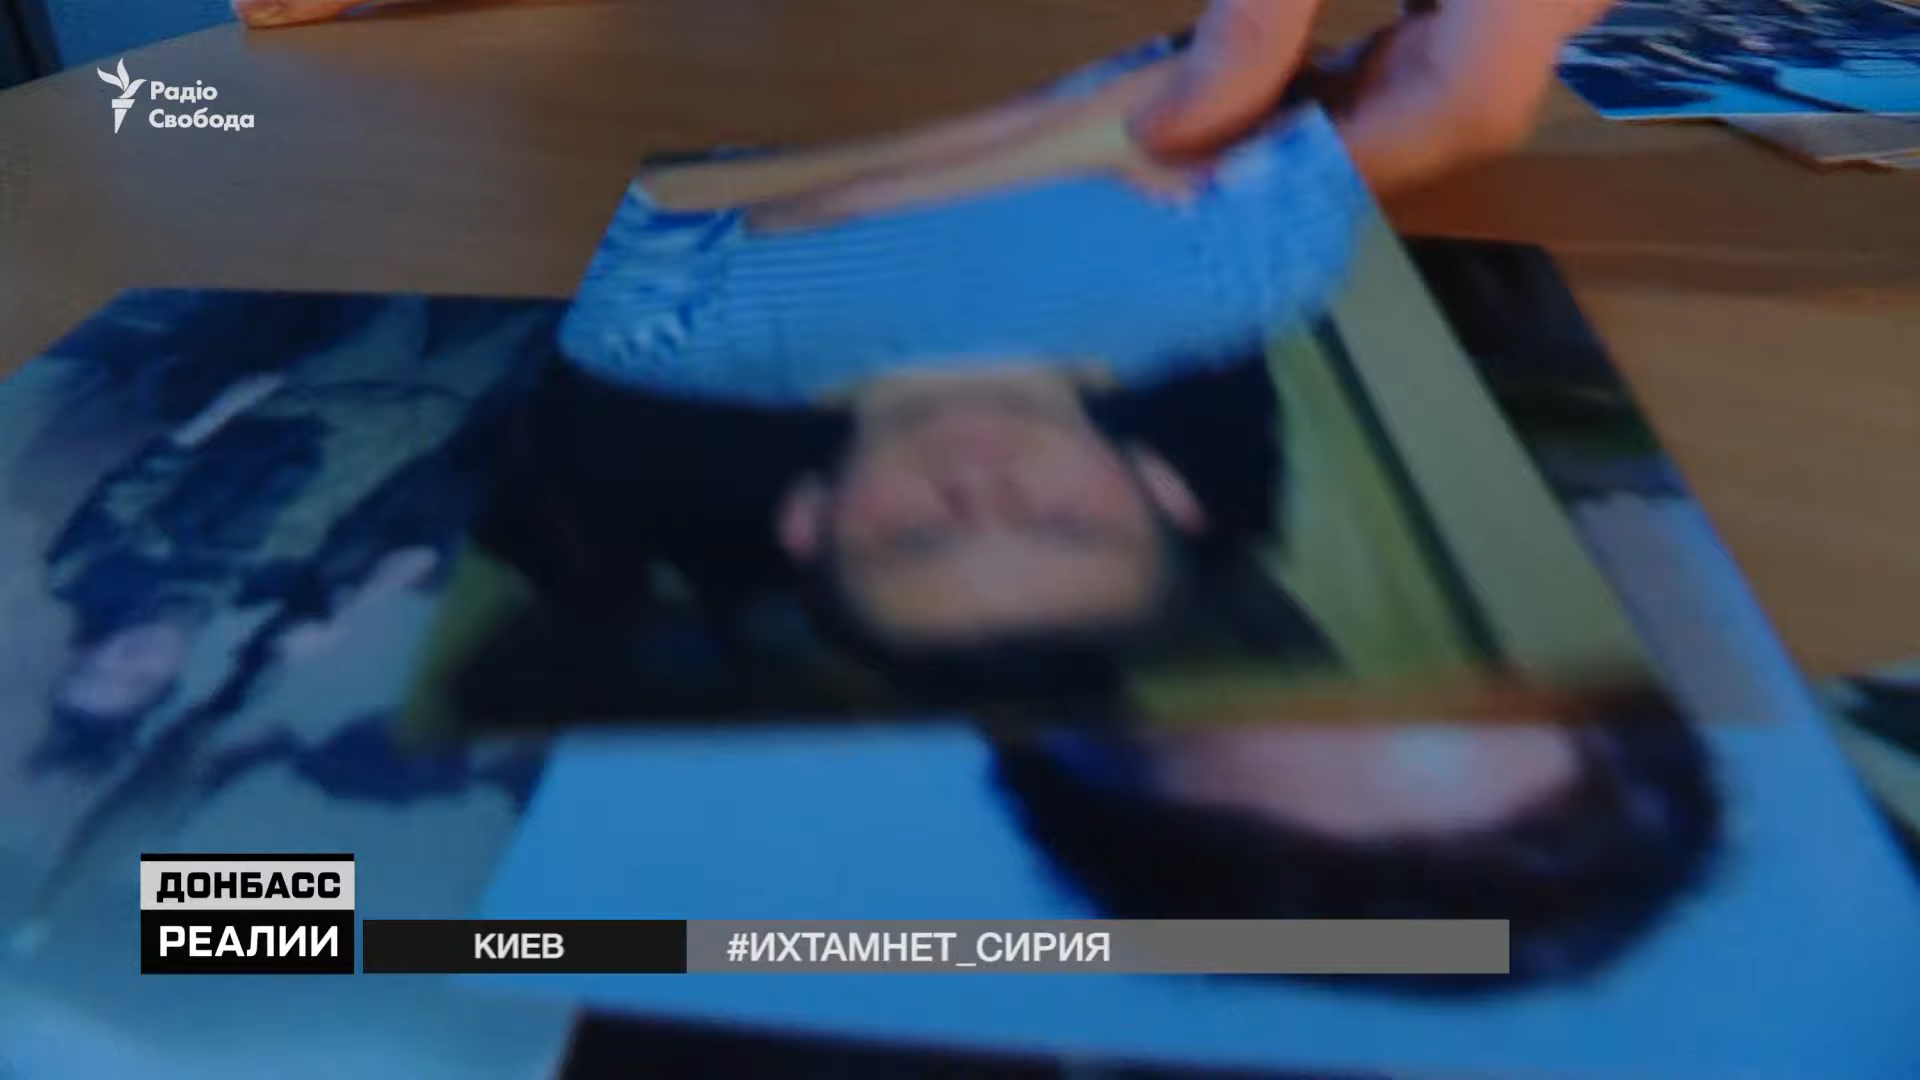 Радіо
Свобода
ДОНБАСС
РЕАЛИИ
КИЕВ
#ИХТАМНЕТ_СИРИЯ